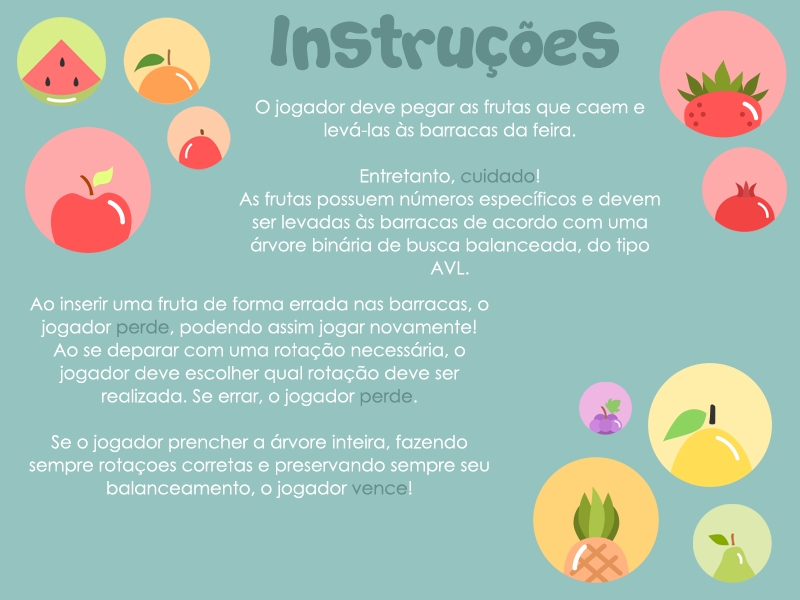 Instruções
O jogador deve pegar as frutas que caem e
levá-las às barracas da feira.
Entretanto, cuidado!
As frutas possuem números específicos e devem
ser levadas às barracas de acordo com uma
árvore binária de busca balanceada, do tipo
AVL.
Ao inserir uma fruta de forma errada nas barracas, o
jogador perde, podendo assim jogar novamente!
Ao se deparar com uma rotação necessária, o
jogador deve escolher qual rotação deve ser
realizada. Se errar, o jogador perde.
Se o jogador prencher a árvore inteira, fazendo
sempre rotaçoes corretas e preservando sempre seu
balanceamento, o jogador vence!